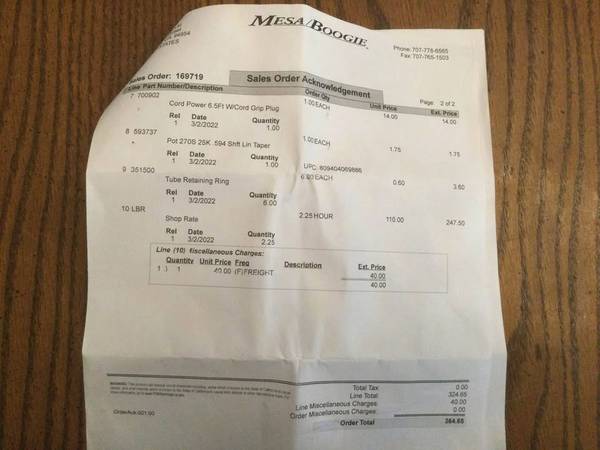 MESA/BOOGIE
Phone: 707-778-6565
Fax: 707-765-1503
Sales Order: 169719
Sales Order Acknowledgement
Page 2 of 2
Line Part Number/Description Order Qty Unit Price Ext. Price
7 700902 1.00 EACH 14.00 14.00
Cord Power 6.5Ft W/Cord Grip Plug
Rel Date Quantity
1 3/2/2022 1.00
8 593737 1.00 EACH 1.75 1.75
Pot 270S 25K .594 Shft Lin Taper
Rel Date Quantity
1 3/2/2022 1.00
UPC: 609404069886
9 351500 6.00 EACH 0.60 3.60
Tube Retaining Ring
Rel Date Quantity
1 3/2/2022 6.00
10 LBR 2.25 HOUR 110.00 247.50
Shop Rate
Rel Date Quantity
1 3/2/2022 2.25
Line (10) Miscellaneous Charges:
Quantity Unit Price Freq Description Ext. Price
1 ) 1 40.00 (F)FREIGHT 40.00
40.00
Total Tax 0.00
Line Total 324.65
Line Miscellaneous Charges: 40.00
Order Miscellaneous Charges: 0.00
Order Total 364.65
OrderAck:001:00